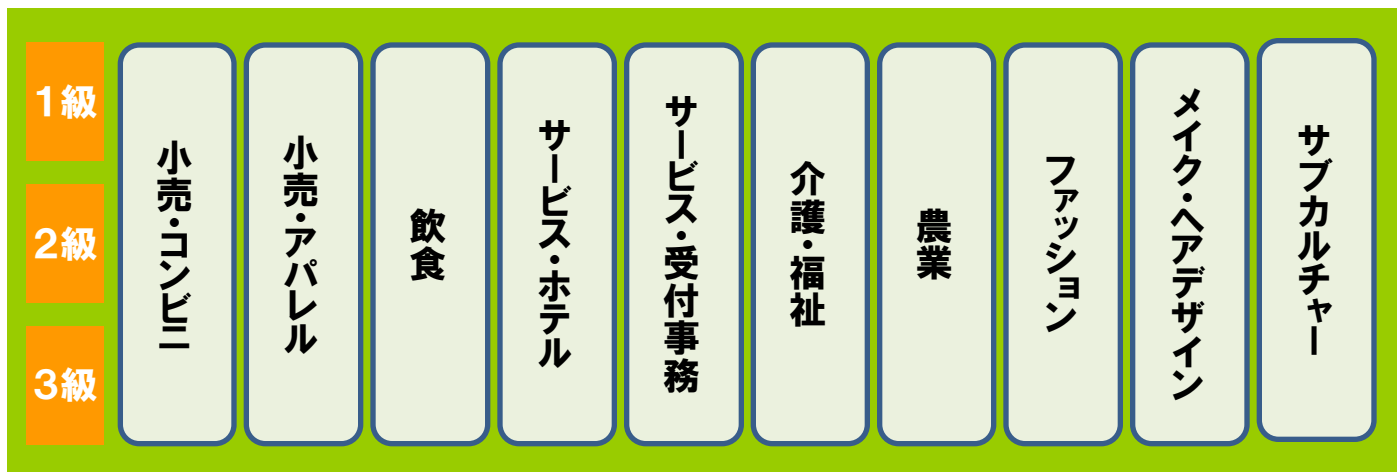 1級
2級
3級
小売・コンビニ
小売・アパレル
飲食
サービス・ホテル
サービス・受付事務
介護・福祉
農業
ファッション
メイク・ヘアデザイン
サブカルチャー